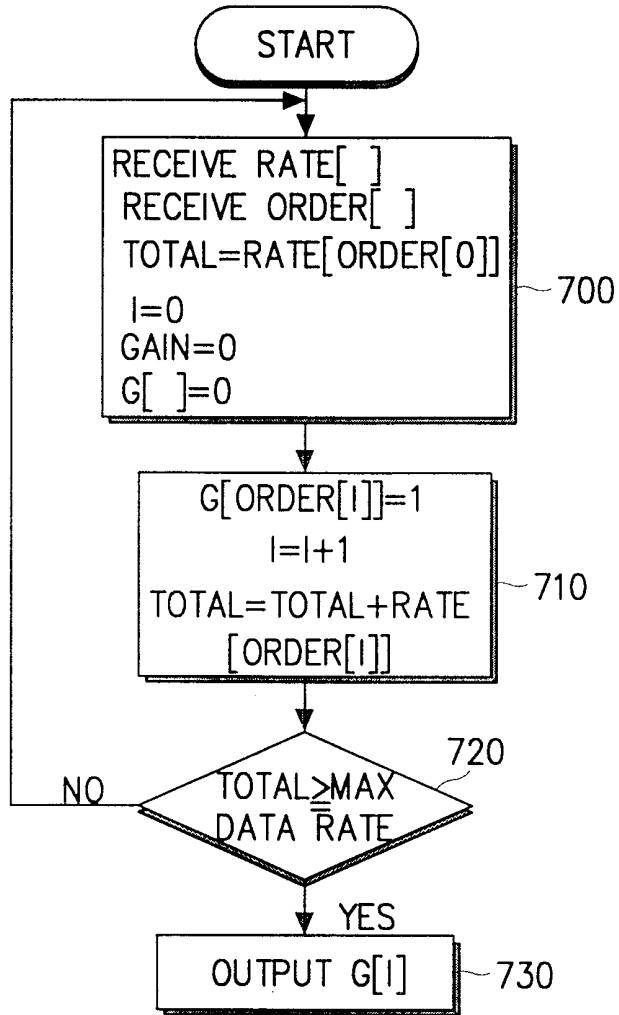 START
RECEIVE RATE[ ]
RECEIVE ORDER[ ]
TOTAL=RATE[ORDER[0]]
I=0
GAIN=0
G[ ]=0
700
G[ORDER[I]]=1
I=I+1
TOTAL=TOTAL+RATE
[ORDER[I]]
710
720
NO
TOTAL≧MAX
DATA RATE
YES
OUTPUT G[I]
730